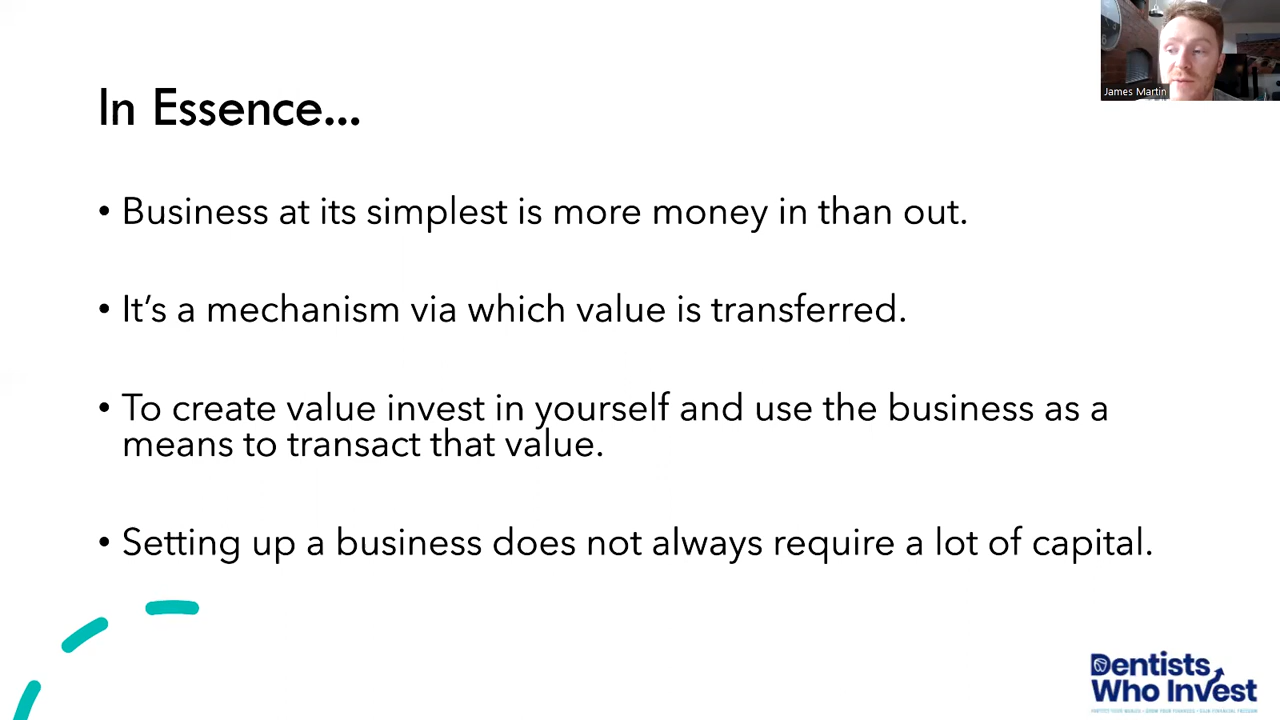 James Martin
In Essence...
• Business at its simplest is more money in than out.
• It's a mechanism via which value is transferred.
• To create value invest in yourself and use the business as a
means to transact that value.
• Setting up a business does not always require a lot of capital.
Dentists
Who Invest